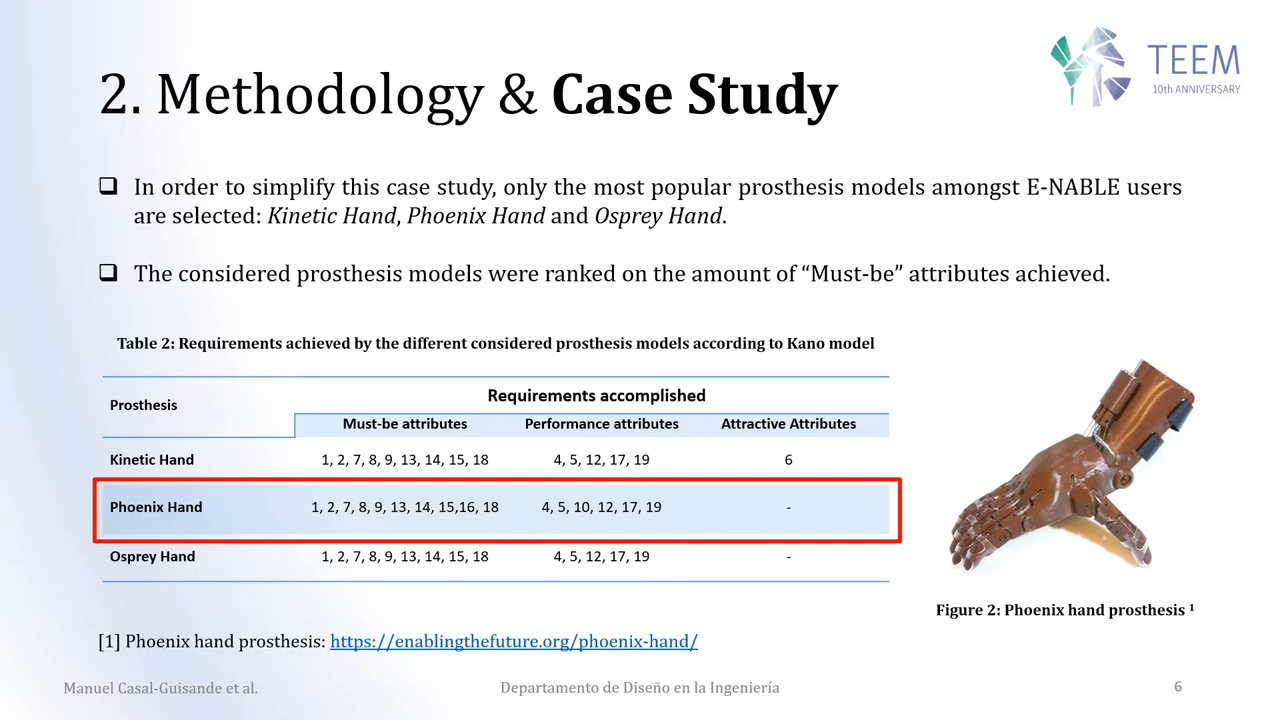 2. Methodology & Case Study
TEEM
10th ANNIVERSARY
❑ In order to simplify this case study, only the most popular prosthesis models amongst E-NABLE users
are selected: Kinetic Hand, Phoenix Hand and Osprey Hand.
❑ The considered prosthesis models were ranked on the amount of “Must-be” attributes achieved.
Table 2: Requirements achieved by the different considered prosthesis models according to Kano model
Prosthesis
Requirements accomplished
Must-be attributes Performance attributes Attractive Attributes
Kinetic Hand 1, 2, 7, 8, 9, 13, 14, 15, 18 4, 5, 12, 17, 19 6
Phoenix Hand 1, 2, 7, 8, 9, 13, 14, 15,16, 18 4, 5, 10, 12, 17, 19 -
Osprey Hand 1, 2, 7, 8, 9, 13, 14, 15, 18 4, 5, 12, 17, 19 -
Figure 2: Phoenix hand prosthesis ¹
[1] Phoenix hand prosthesis: https://enablingthefuture.org/phoenix-hand/
Manuel Casal-Guisande et al.
Departamento de Diseño en la Ingeniería
6